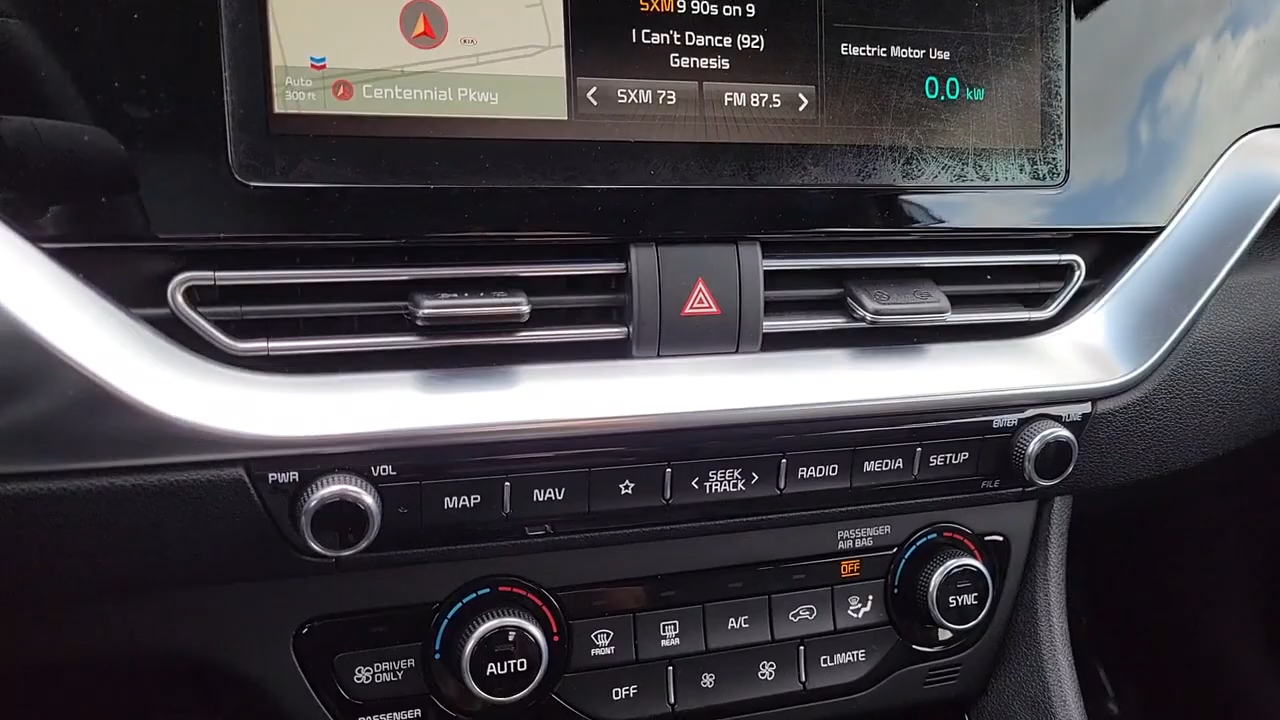 SXM 9 90s on 9
I Can't Dance (92)
Genesis
< SXM 73
FM 87.5 >
KIA
Auto
300 ft
Centennial Pkwy
Electric Motor Use
0.0 kW
PWR
VOL
MAP
NAV
< SEEK >
TRACK
RADIO
MEDIA
SETUP
ENTER
TUNE
FILE
PASSENGER
AIR BAG
OFF
DRIVER
ONLY
AUTO
FRONT
REAR
A/C
SYNC
OFF
CLIMATE
PASSENGER